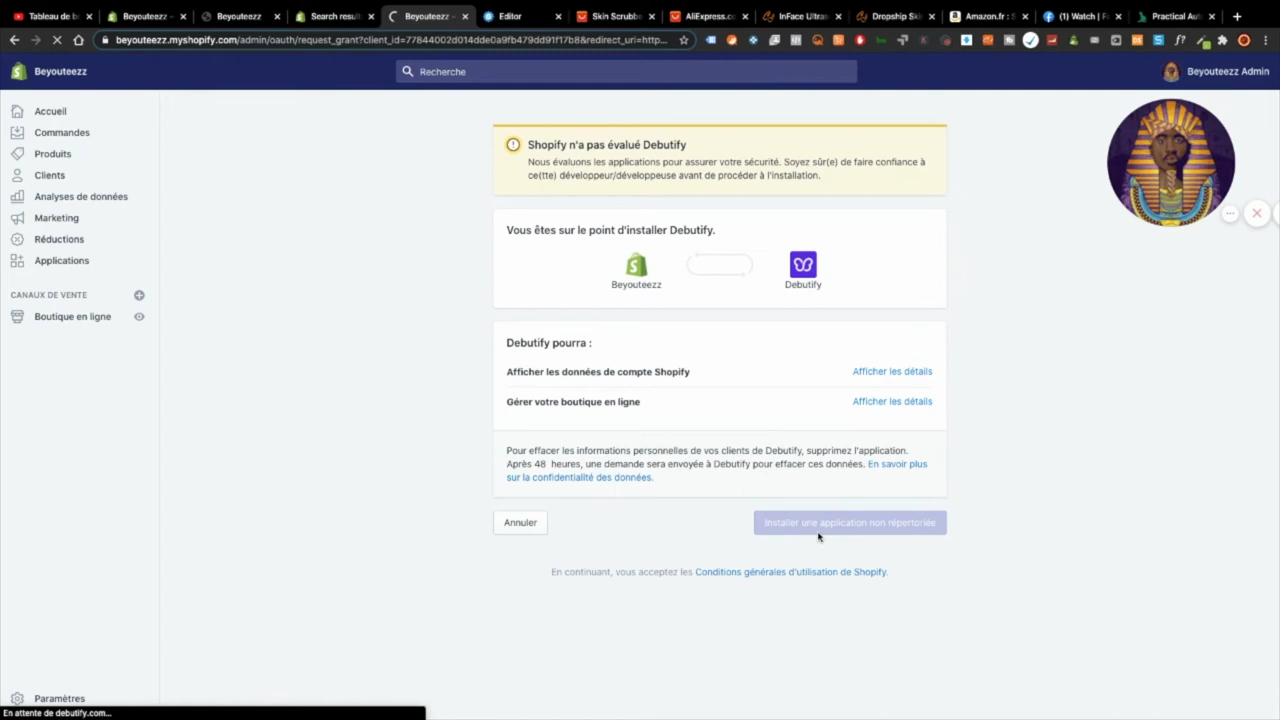 Tableau de b
Beyouteezz -
Beyouteezz
Search result
Beyouteezz -
Editor
Skin Scrubbe
AliExpress.co
InFace Ultras
Dropship Skin
Amazon.fr : S
(1) Watch | Fa
Practical Aut
beyouteezz.myshopify.com/admin/oauth/request_grant?client_id=77844002d014dde0a9fb479dd91f17b8&redirect_uri=http...
Beyouteezz
Recherche
Beyouteezz Admin
Accueil
Commandes
Produits
Clients
Analyses de données
Marketing
Réductions
Applications
CANAUX DE VENTE
Boutique en ligne
Paramètres
Shopify n'a pas évalué Debutify
Nous évaluons les applications pour assurer votre sécurité. Soyez sûr(e) de faire confiance à
ce(tte) développeur/développeuse avant de procéder à l'installation.
Vous êtes sur le point d'installer Debutify.
Beyouteezz
Debutify
Debutify pourra :
Afficher les données de compte Shopify
Afficher les détails
Gérer votre boutique en ligne
Afficher les détails
Pour effacer les informations personnelles de vos clients de Debutify, supprimez l'application.
Après 48 heures, une demande sera envoyée à Debutify pour effacer ces données. En savoir plus
sur la confidentialité des données.
Annuler
Installer une application non répertoriée
En continuant, vous acceptez les Conditions générales d'utilisation de Shopify.
En attente de debutify.com...